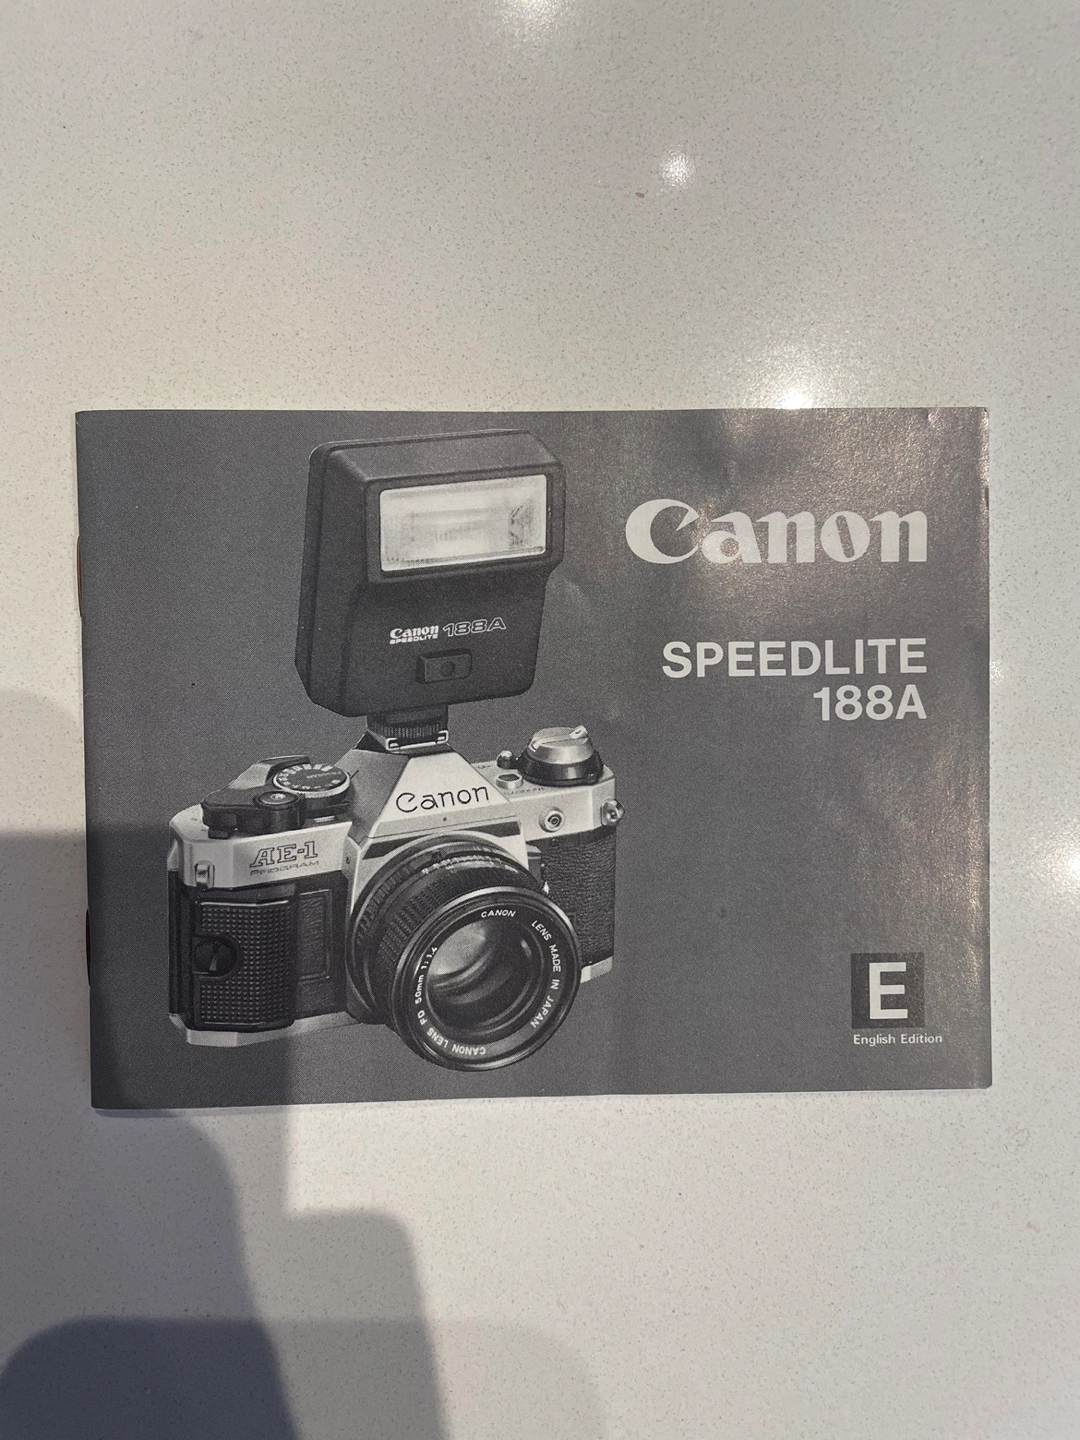 Canon
SPEEDLITE
188A
Canon
SPEEDLITE 188A
Canon
AE-1
PROGRAM
PROGRAM
CANON LENS FD 50mm 1:1.4
CANON LENS MADE IN JAPAN
E
English Edition